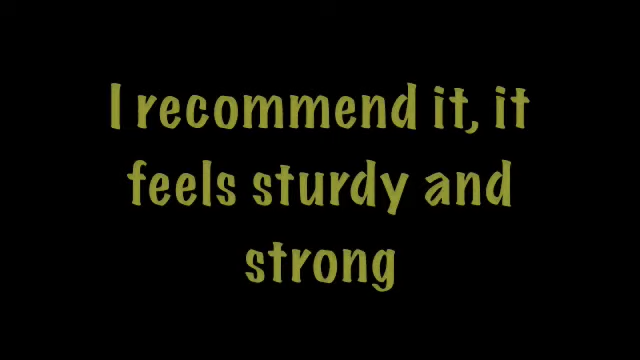 I recommend it, it
feels sturdy and
strong